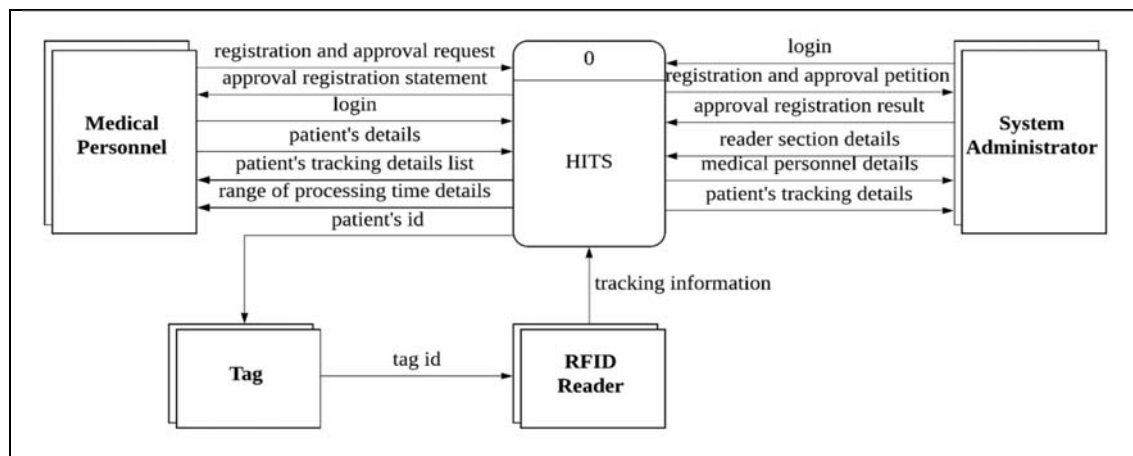 registration and approval request
approval registration statement
login
patient's details
patient's tracking details list
range of processing time details
patient's id
Medical
Personnel
0
HITS
login
registration and approval petition
approval registration result
reader section details
medical personnel details
patient's tracking details
System
Administrator
tracking information
Tag
tag id
RFID
Reader